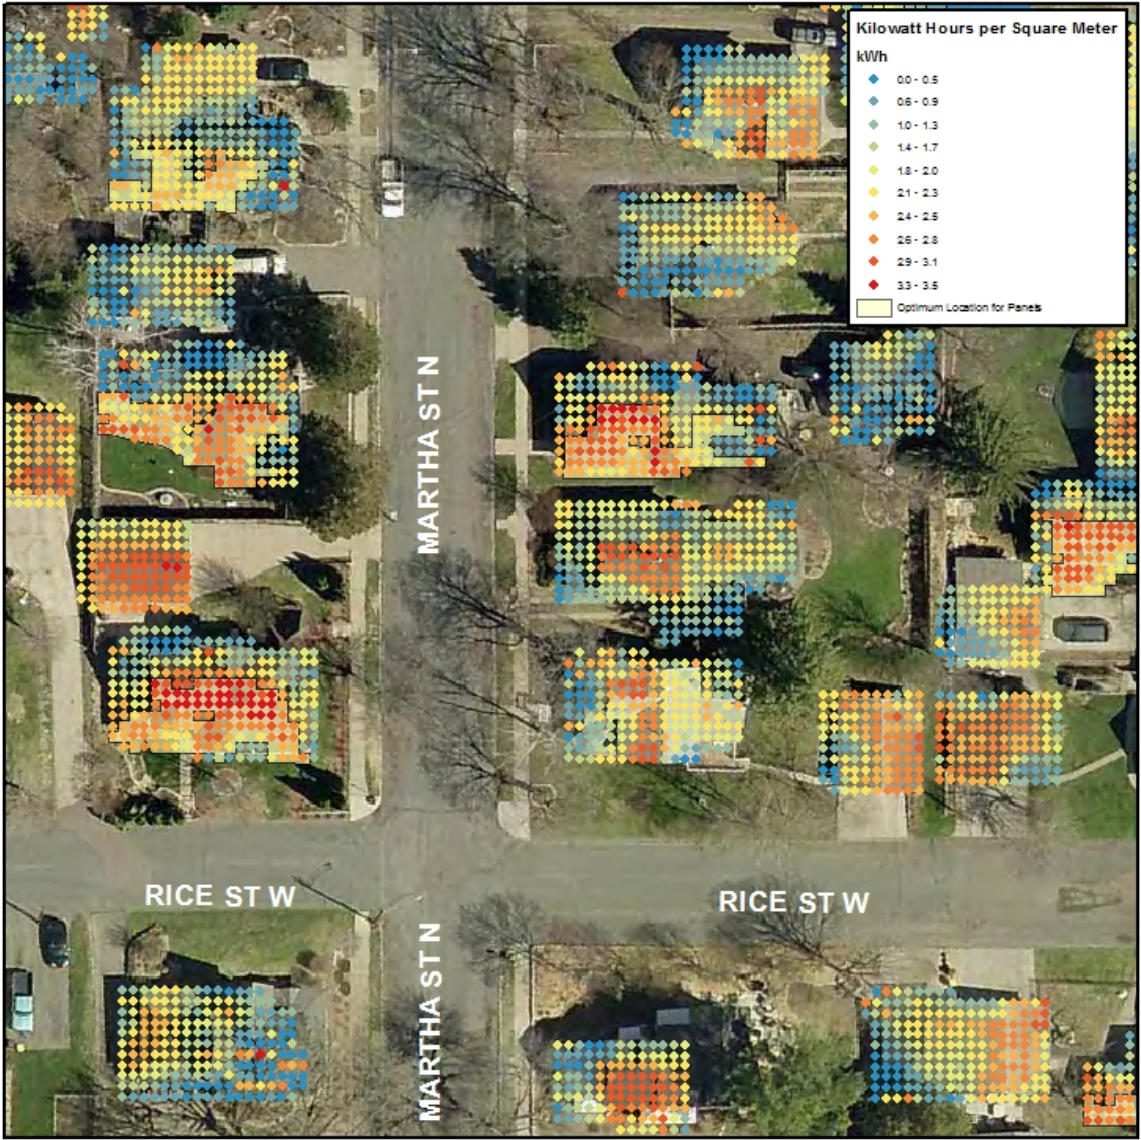 Kilowatt Hours per Square Meter
kWh
0.0 - 0.5
0.6 - 0.9
1.0 - 1.3
1.4 - 1.7
1.8 - 2.0
2.1 - 2.3
2.4 - 2.5
2.6 - 2.8
2.9 - 3.1
3.3 - 3.5
Optimum Location for Panels
MARTHA ST N
RICE ST W
RICE ST W
MARTHA ST N